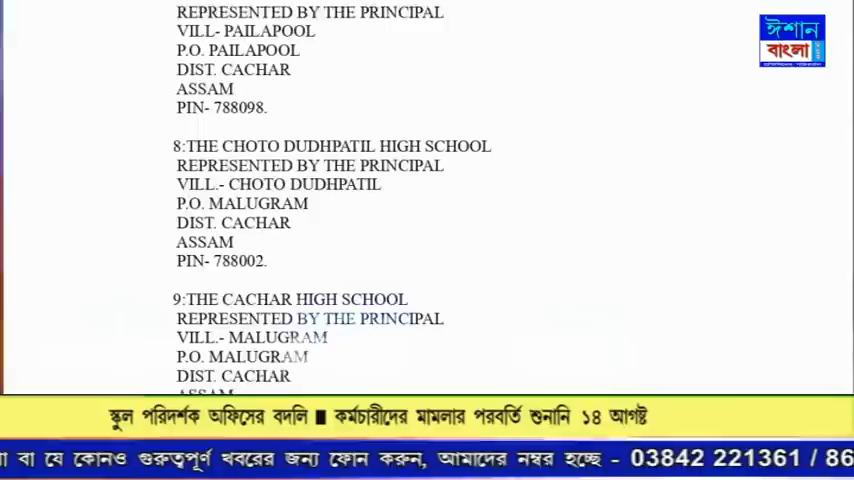 REPRESENTED BY THE PRINCIPAL
VILL- PAILAPOOL
P.O. PAILAPOOL
DIST. CACHAR
ASSAM
PIN- 788098.
ঈশান
বাংলা
8:THE CHOTO DUDHPATIL HIGH SCHOOL
REPRESENTED BY THE PRINCIPAL
VILL.- CHOTO DUDHPATIL
P.O. MALUGRAM
DIST. CACHAR
ASSAM
PIN- 788002.
9:THE CACHAR HIGH SCHOOL
REPRESENTED BY THE PRINCIPAL
VILL.- MALUGRAM
P.O. MALUGRAM
DIST. CACHAR
ASSAM
স্কুল পরিদর্শক অফিসের বদলি ■ কর্মচারীদের মামলার পরবর্তি শুনানি ১৪ আগষ্ট
বা যে কোনও গুরুত্বপূর্ণ খবরের জন্য ফোন করুন, আমাদের নম্বর হচ্ছে - 03842 221361 / 86